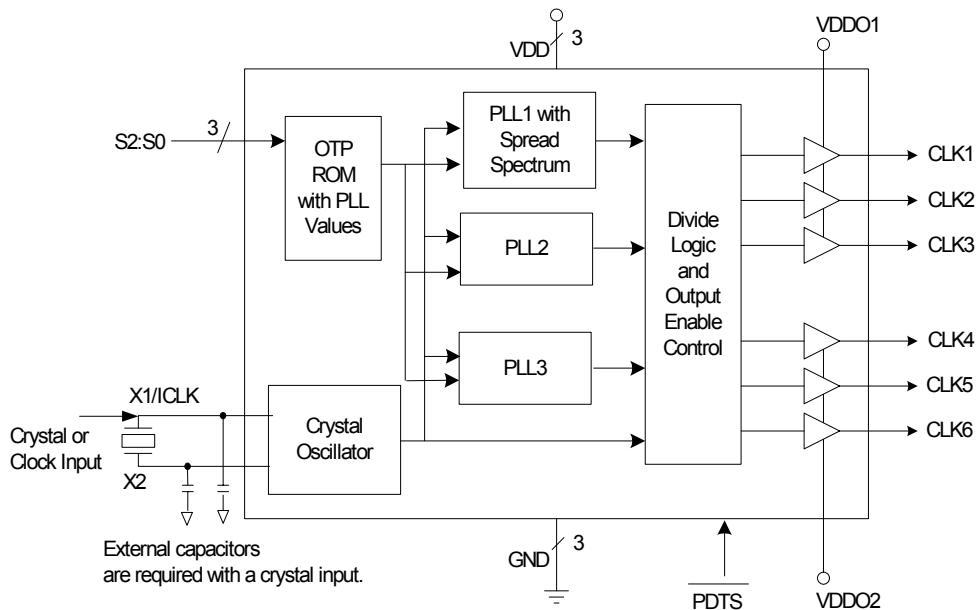 VDD
3
VDDO1
S2:S0
3
OTP
ROM
with PLL
Values
PLL1 with
Spread
Spectrum
PLL2
PLL3
Divide
Logic
and
Output
Enable
Control
CLK1
CLK2
CLK3
CLK4
CLK5
CLK6
X1/ICLK
Crystal or
Clock Input
X2
Crystal
Oscillator
External capacitors
are required with a crystal input.
GND
3
PDTS
VDDO2